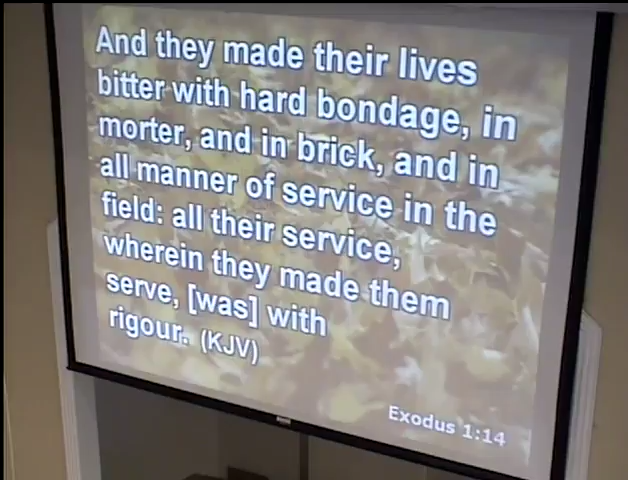 And they made their lives
bitter with hard bondage, in
morter, and in brick, and in
all manner of service in the
field: all their service,
wherein they made them
serve, [was] with
rigour. (KJV)
Exodus 1:14